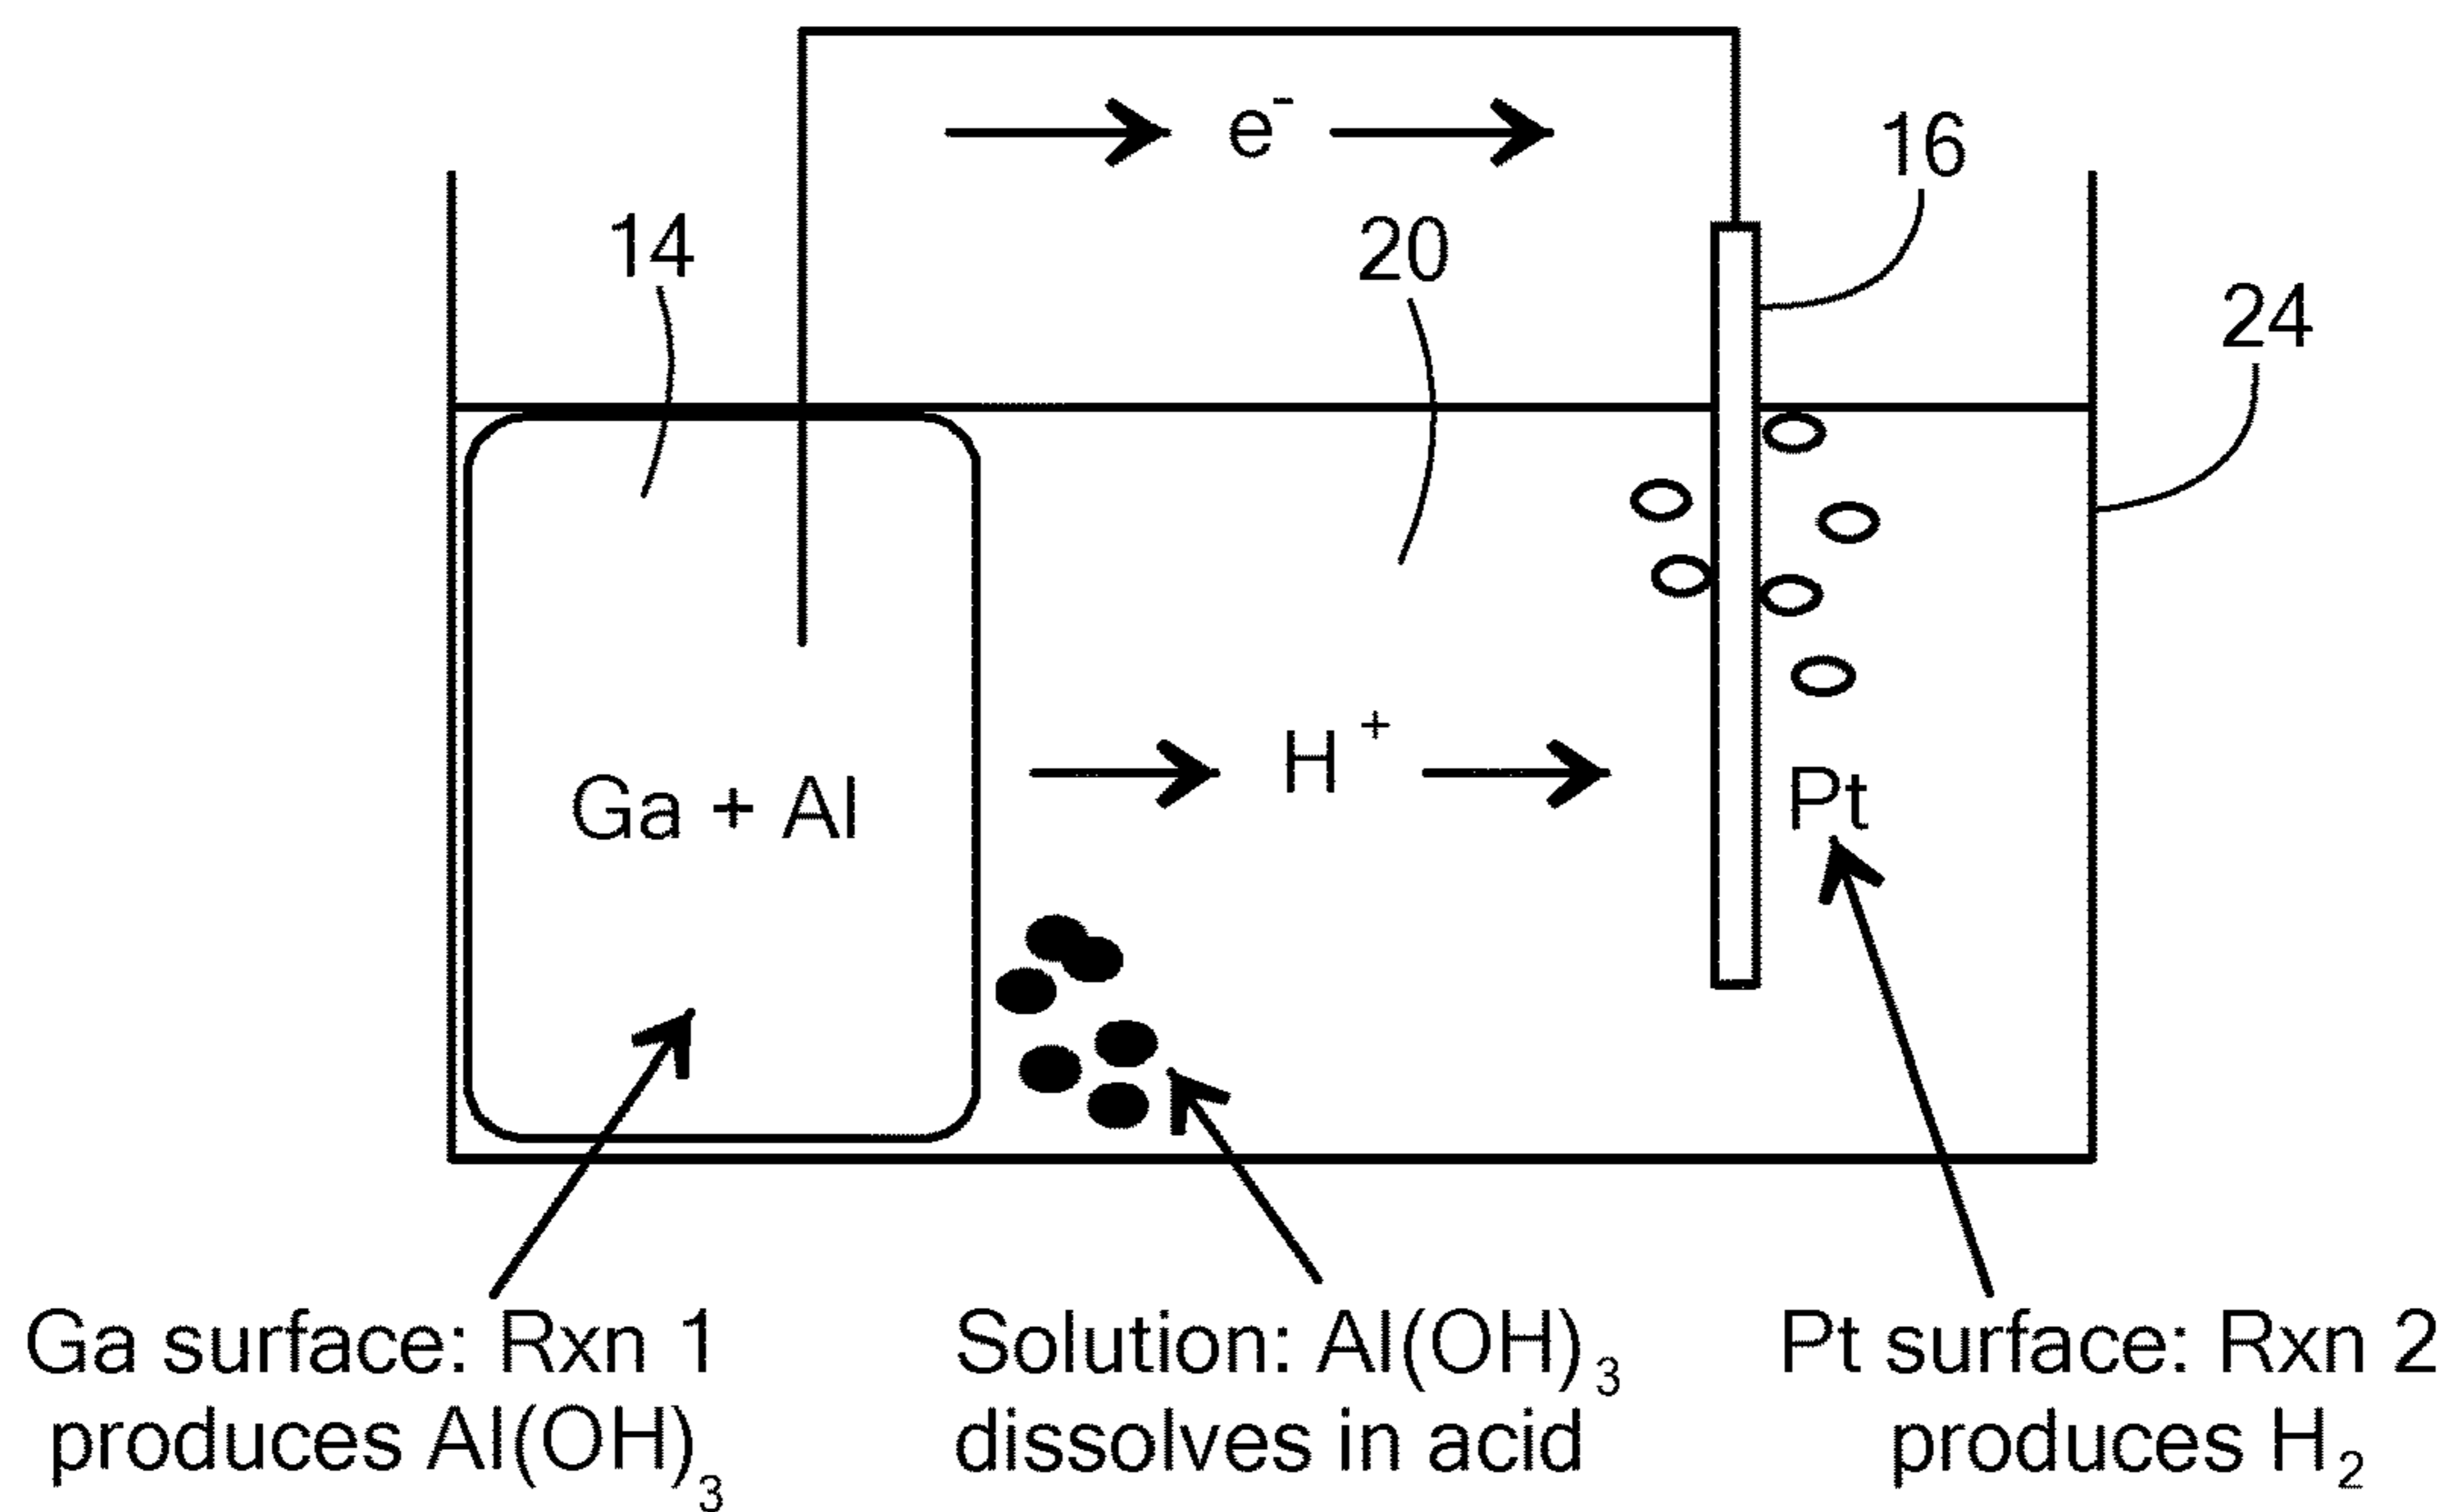 e⁻
16
14
20
24
Ga + Al
H⁺
Pt
Ga surface: Rxn 1
produces Al(OH)₃
Solution: Al(OH)₃
dissolves in acid
Pt surface: Rxn 2
produces H₂